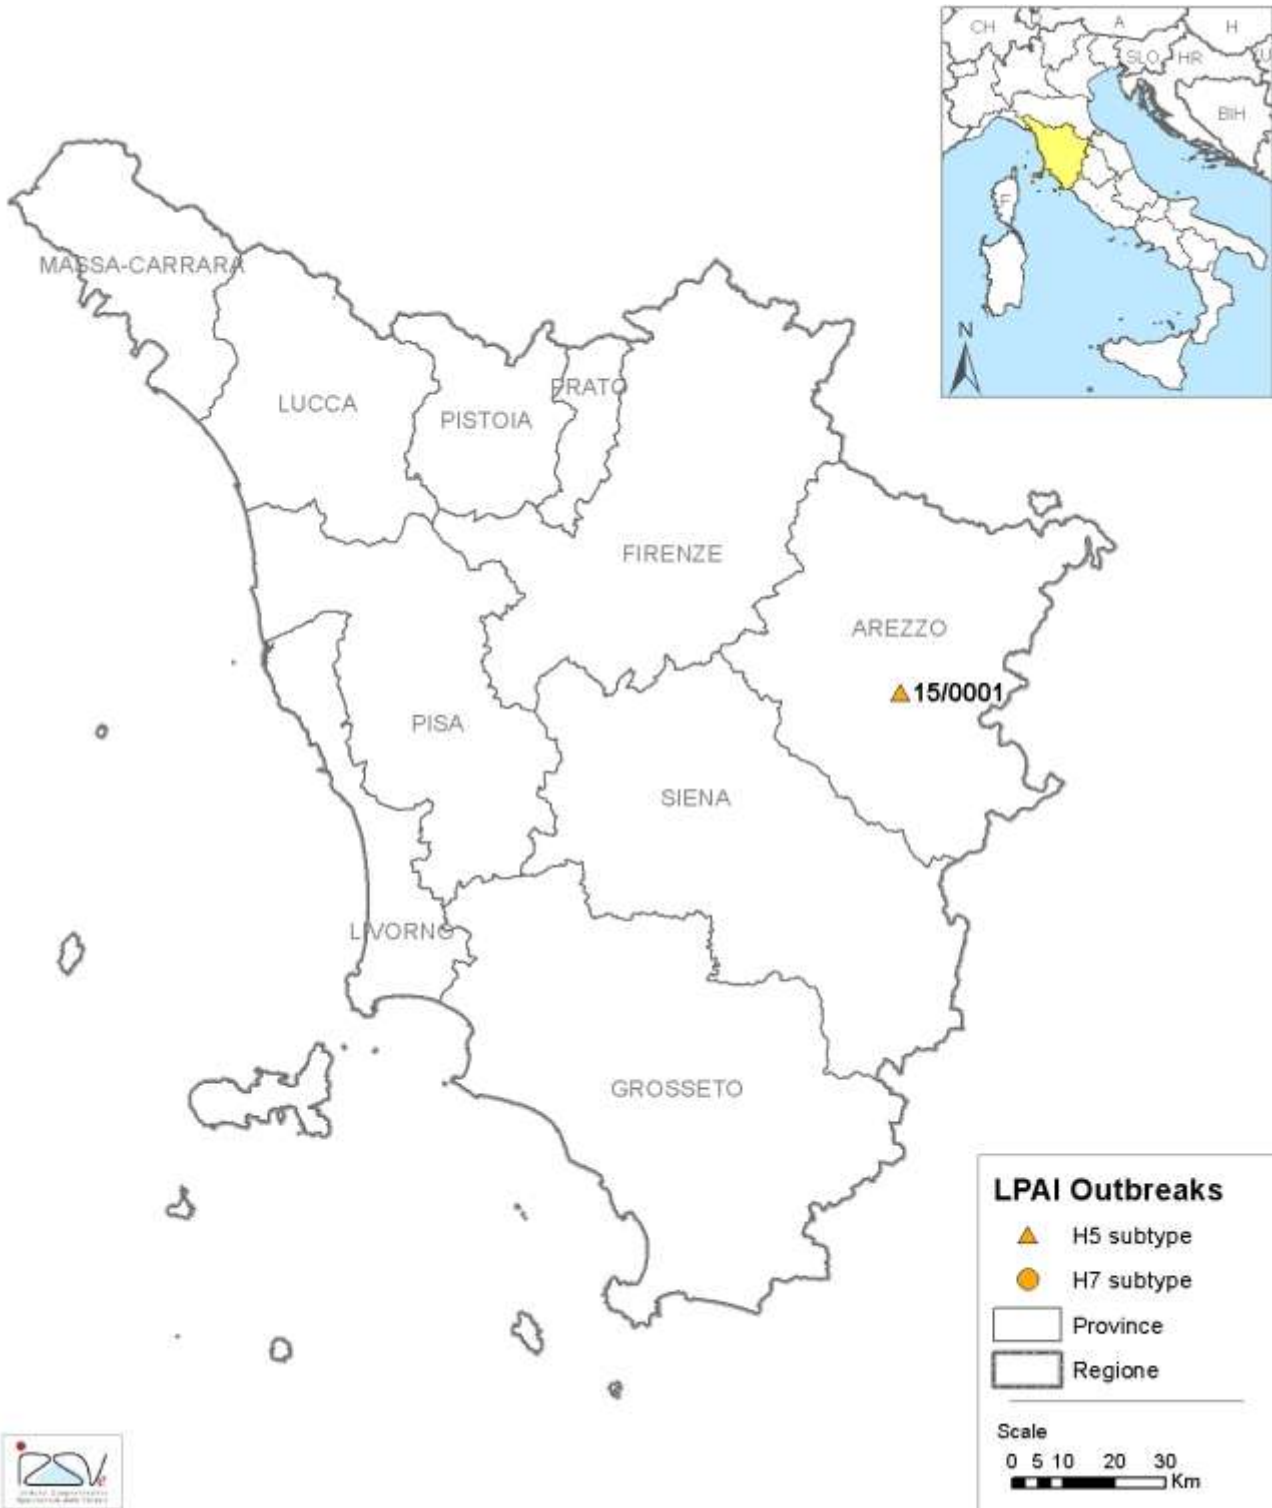 CH
A
H
SLO
HR
BIH
F
N
MASSA-CARRARA
LUCCA
PISTOIA
PRATO
FIRENZE
AREZZO
15/0001
PISA
SIENA
LIVORNO
GROSSETO
LPAI Outbreaks
H5 subtype
H7 subtype
Province
Regione
Scale
0 5 10 20 30
Km